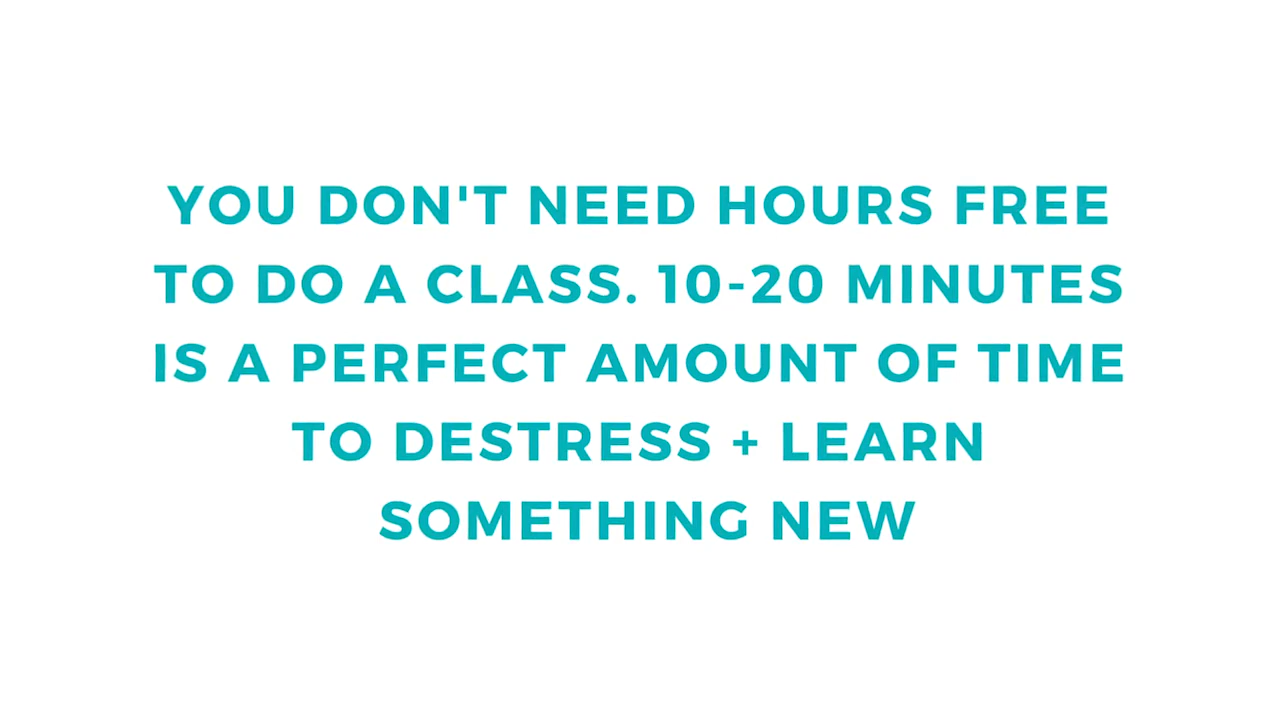 YOU DON'T NEED HOURS FREE
TO DO A CLASS. 10-20 MINUTES
IS A PERFECT AMOUNT OF TIME
TO DESTRESS + LEARN
SOMETHING NEW